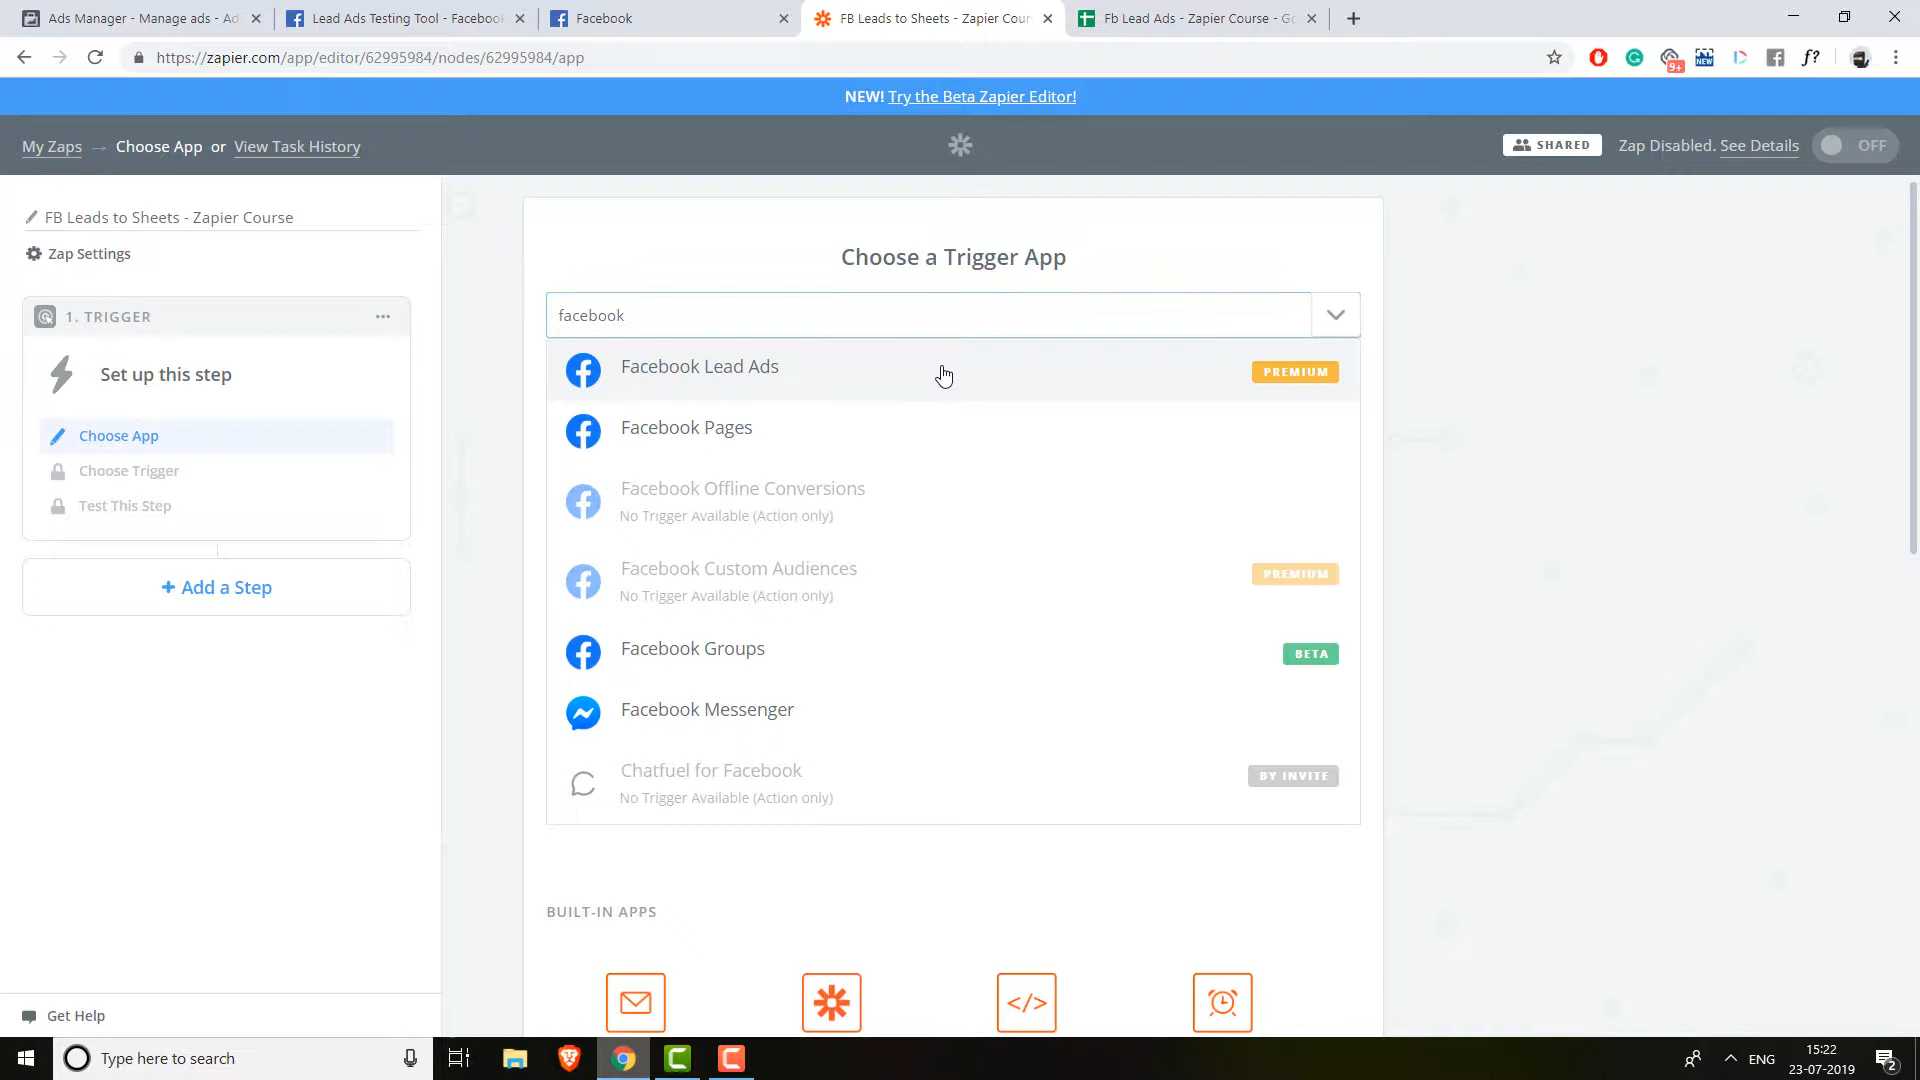 Ads Manager - Manage ads - Ad
Lead Ads Testing Tool - Facebook
Facebook
FB Leads to Sheets - Zapier Cour
Fb Lead Ads - Zapier Course - Go
https://zapier.com/app/editor/62995984/nodes/62995984/app
9+
NEW
f?
NEW! Try the Beta Zapier Editor!
My Zaps → Choose App or View Task History
SHARED
Zap Disabled. See Details
OFF
FB Leads to Sheets - Zapier Course
Zap Settings
1. TRIGGER
Set up this step
Choose App
Choose Trigger
Test This Step
+ Add a Step
Get Help
Choose a Trigger App
facebook
Facebook Lead Ads
PREMIUM
Facebook Pages
Facebook Offline Conversions
No Trigger Available (Action only)
Facebook Custom Audiences
No Trigger Available (Action only)
PREMIUM
Facebook Groups
BETA
Facebook Messenger
Chatfuel for Facebook
No Trigger Available (Action only)
BY INVITE
BUILT-IN APPS
</>
Type here to search
ENG
15:22
23-07-2019
2